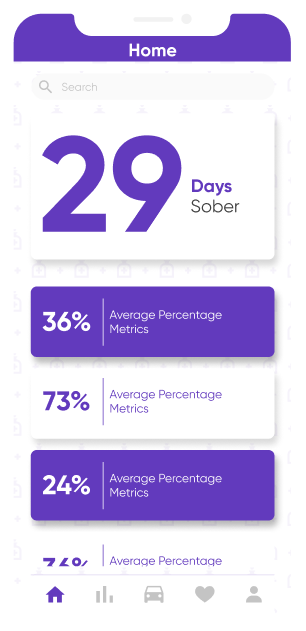 Home
Search
29
Days
Sober
36%
Average Percentage
Metrics
73%
Average Percentage
Metrics
24%
Average Percentage
Metrics
Average Percentage